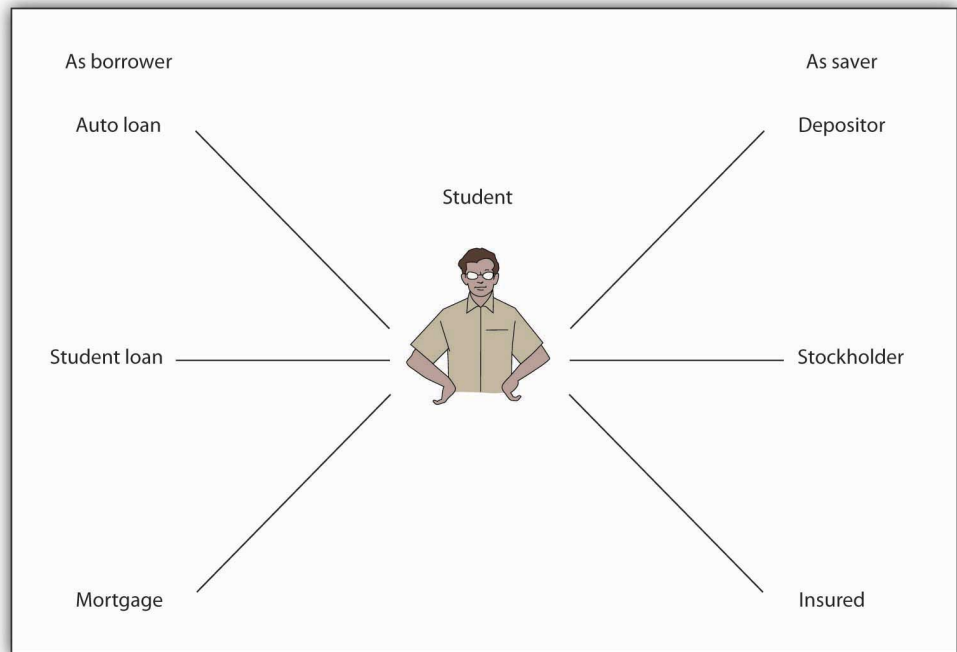 As borrower
As saver
Auto loan
Depositor
Student
Student loan
Stockholder
Mortgage
Insured